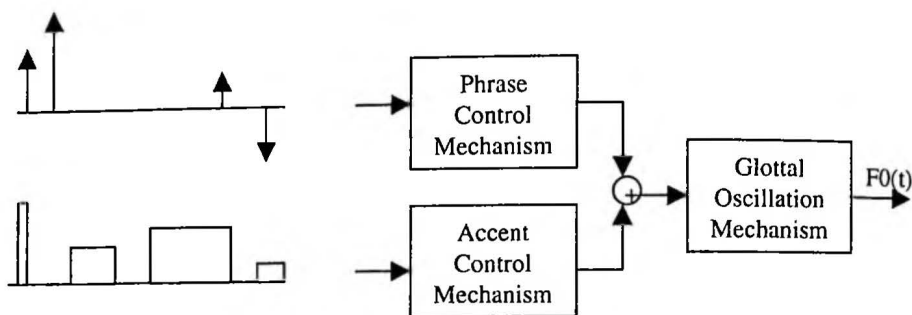 Phrase
Control
Mechanism
+
Glottal
Oscillation
Mechanism
F0(t)
Accent
Control
Mechanism